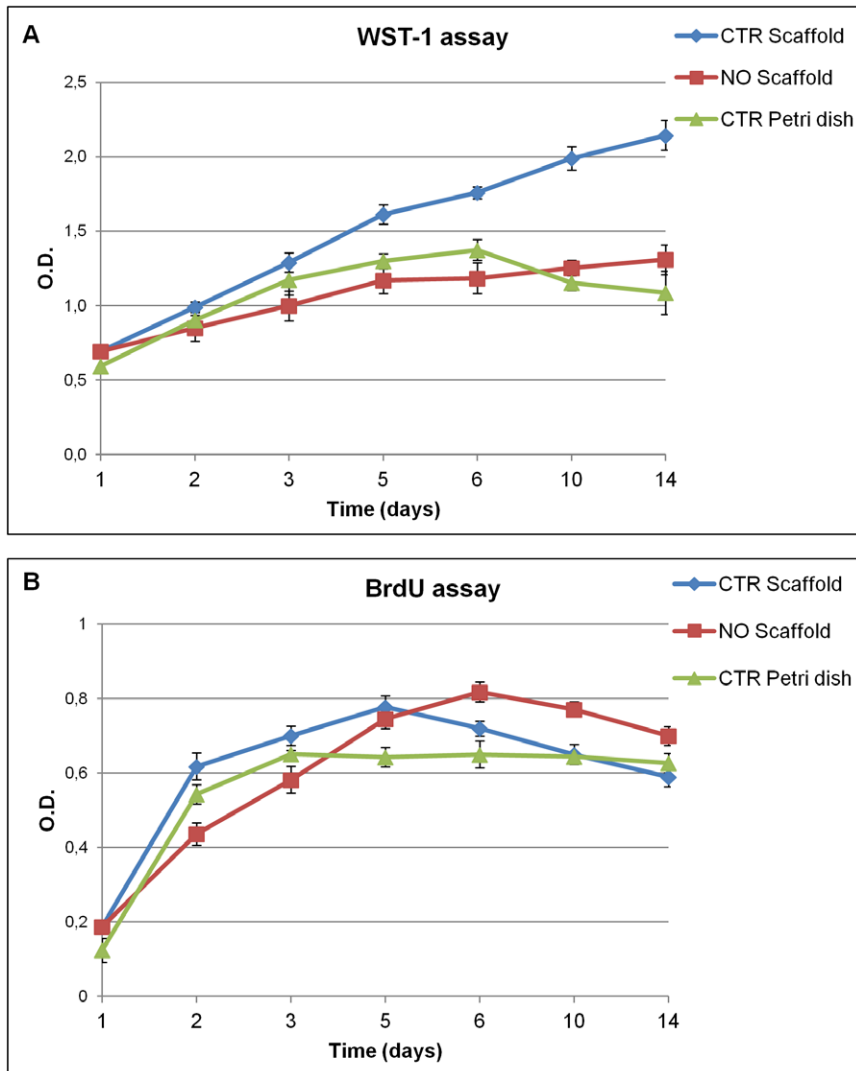 A
WST-1 assay
CTR Scaffold
NO Scaffold
CTR Petri dish
2,5
2,0
1,5
1,0
0,5
0,0
O.D.
1 2 3 5 6 10 14
Time (days)
B
BrdU assay
CTR Scaffold
NO Scaffold
CTR Petri dish
1
0,8
0,6
0,4
0,2
0
O.D.
1 2 3 5 6 10 14
Time (days)